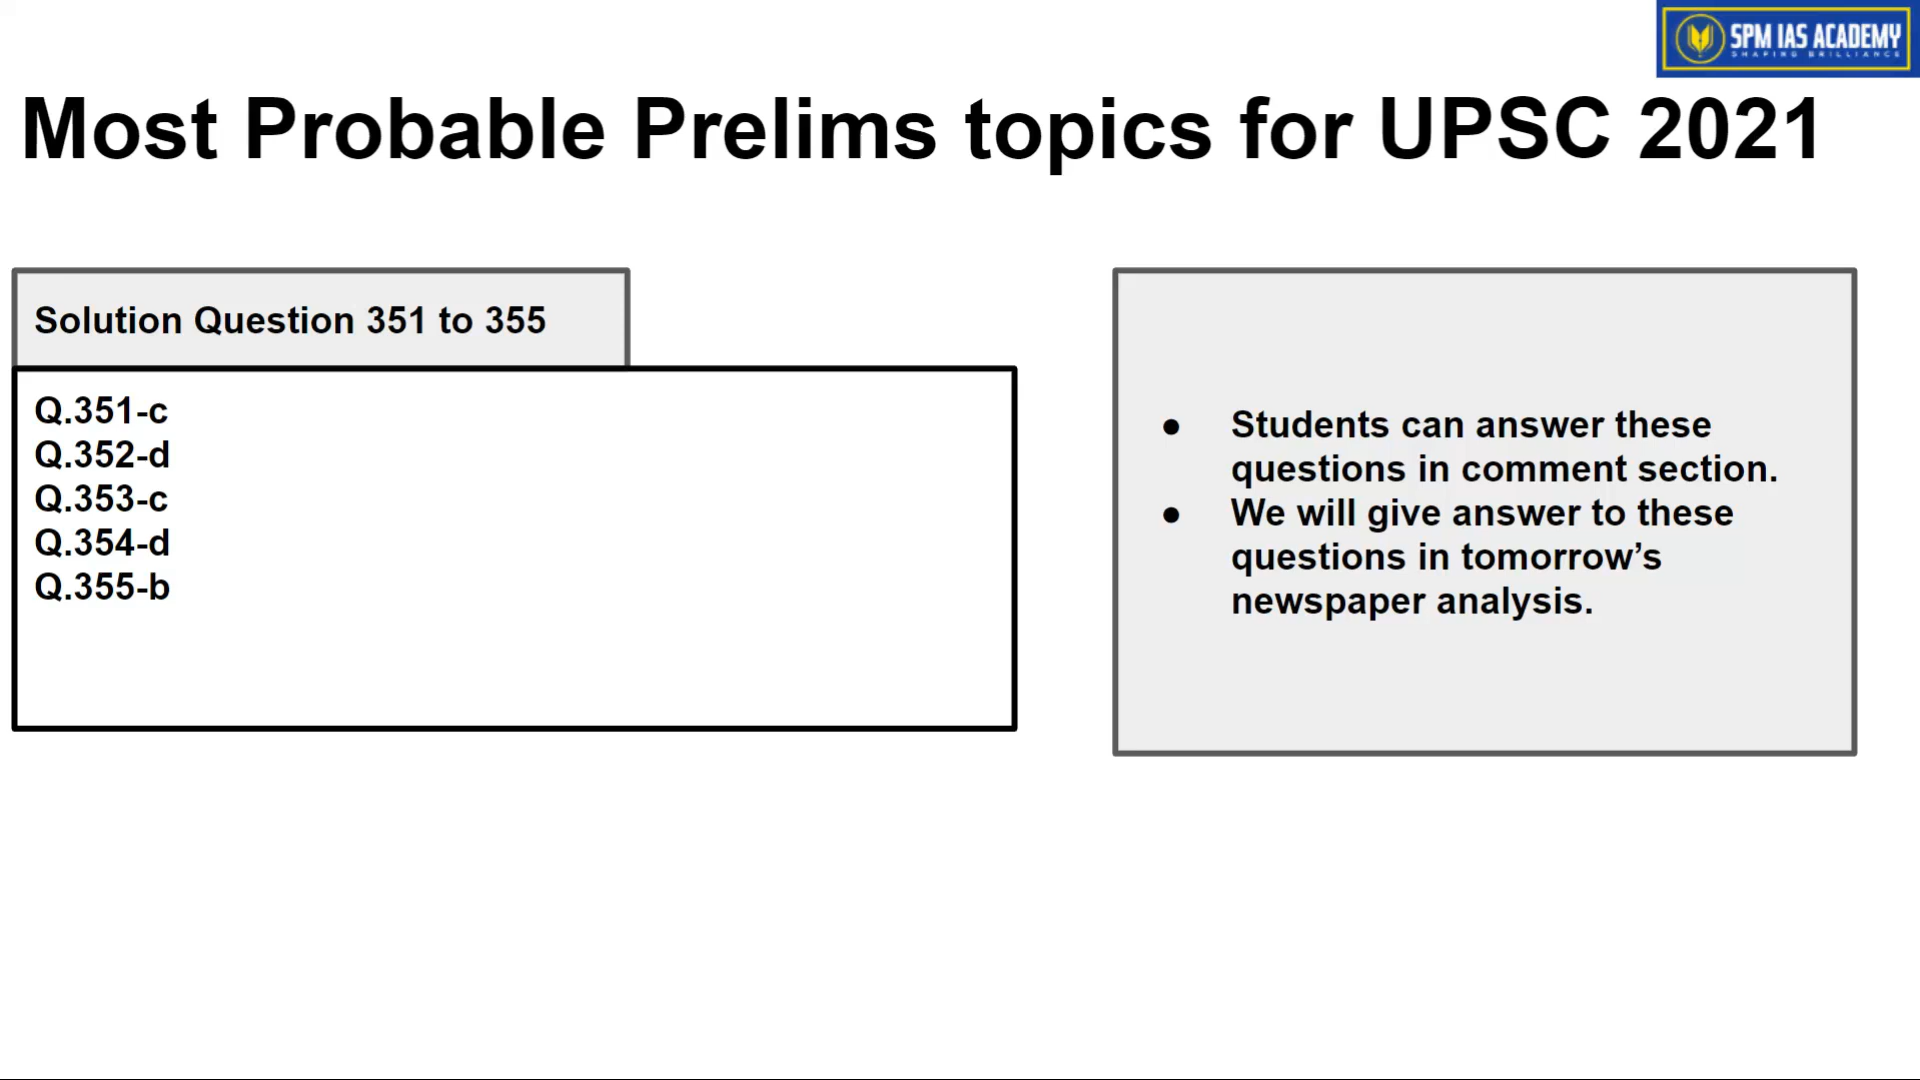 SPM IAS ACADEMY
SHAPING BRILLIANCE
Most Probable Prelims topics for UPSC 2021
Solution Question 351 to 355
Q.351-c
Q.352-d
Q.353-c
Q.354-d
Q.355-b
● Students can answer these
questions in comment section.
● We will give answer to these
questions in tomorrow’s
newspaper analysis.